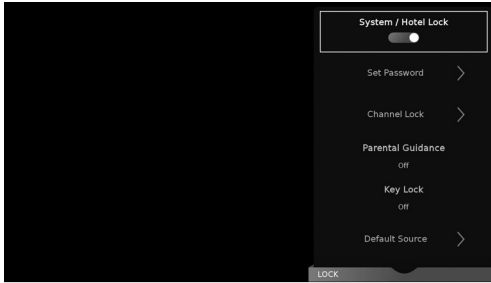 System / Hotel Lock
Set Password
Channel Lock
Parental Guidance
Off
Key Lock
Off
Default Source
LOCK